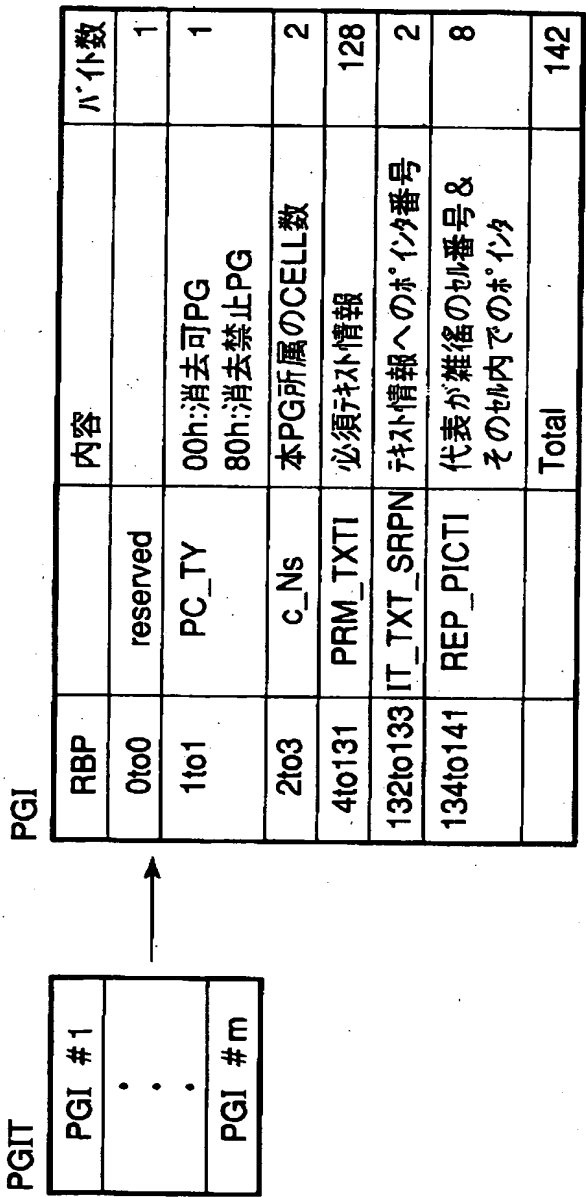 PGIT
PGI #1
・
・
・
PGI #m
PGI
RBP 内容 バイト数
0to0 reserved 1
1to1 PC_TY 00h:消去可PG 1
80h:消去禁止PG
2to3 c_Ns 本PG所属のCELL数 2
4to131 PRM_TXTI 必須テキスト情報 128
132to133 IT_TXT_SRPN テキスト情報へのポインタ番号 2
134to141 REP_PICTI 代表が雑徭のセル番号& 8
そのセル内でのポインタ
Total 142